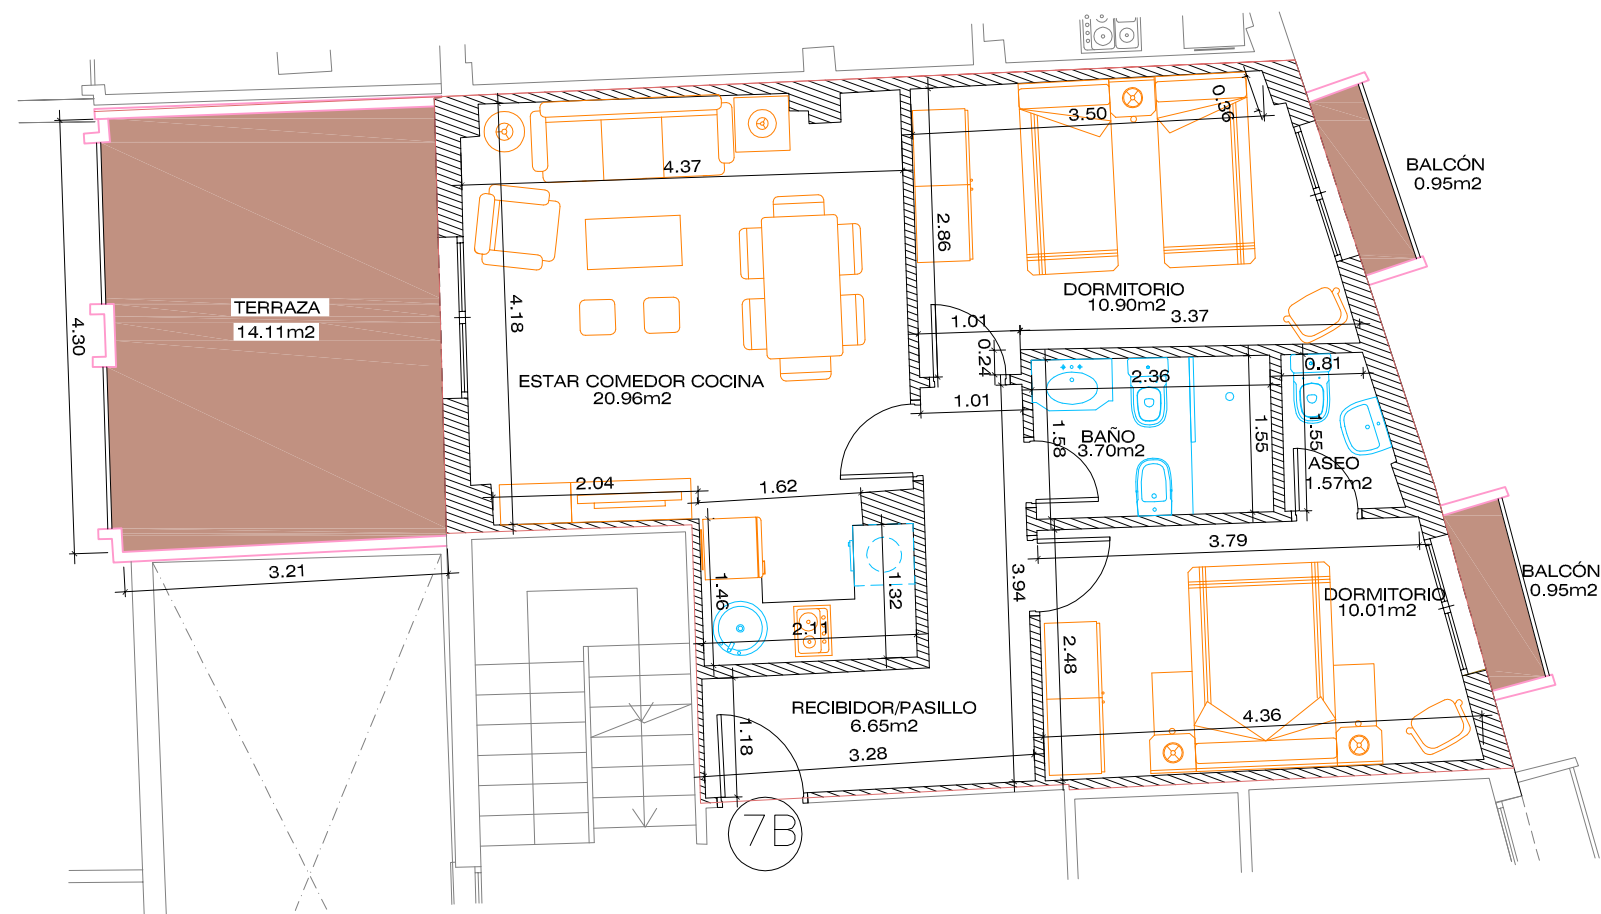 3.50
0.36
BALCÓN
0.95m2
4.37
2.86
4.18
DORMITORIO
10.90m2
TERRAZA
14.11m2
4.30
1.01
3.37
0.24
ESTAR COMEDOR COCINA
20.96m2
2.36
0.81
1.01
1.58
BAÑO
3.70m2
1.55
1.55
ASEO
1.57m2
2.04
1.62
3.79
3.21
1.46
1.32
3.94
BALCÓN
0.95m2
DORMITORIO
10.01m2
2.11
2.48
RECIBIDOR/PASILLO
6.65m2
4.36
1.18
3.28
7B